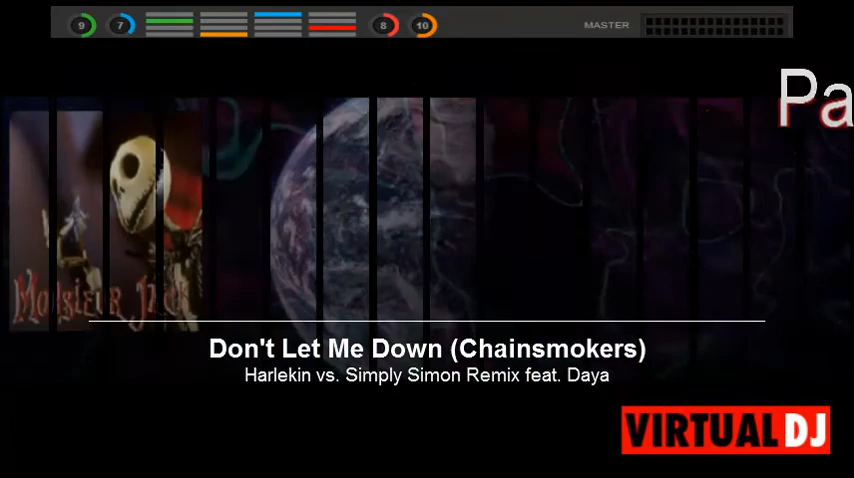 9 7 8 10 MASTER
Pa
Monsieur Jack
Don't Let Me Down (Chainsmokers)
Harlekin vs. Simply Simon Remix feat. Daya
VIRTUAL DJ